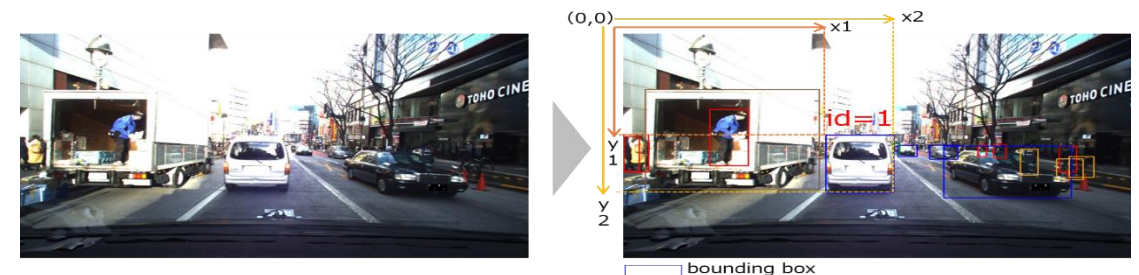 (0,0)
x2
x1
TOHO CINE
TOHO CINE
id=1
y
1
y
2
bounding box